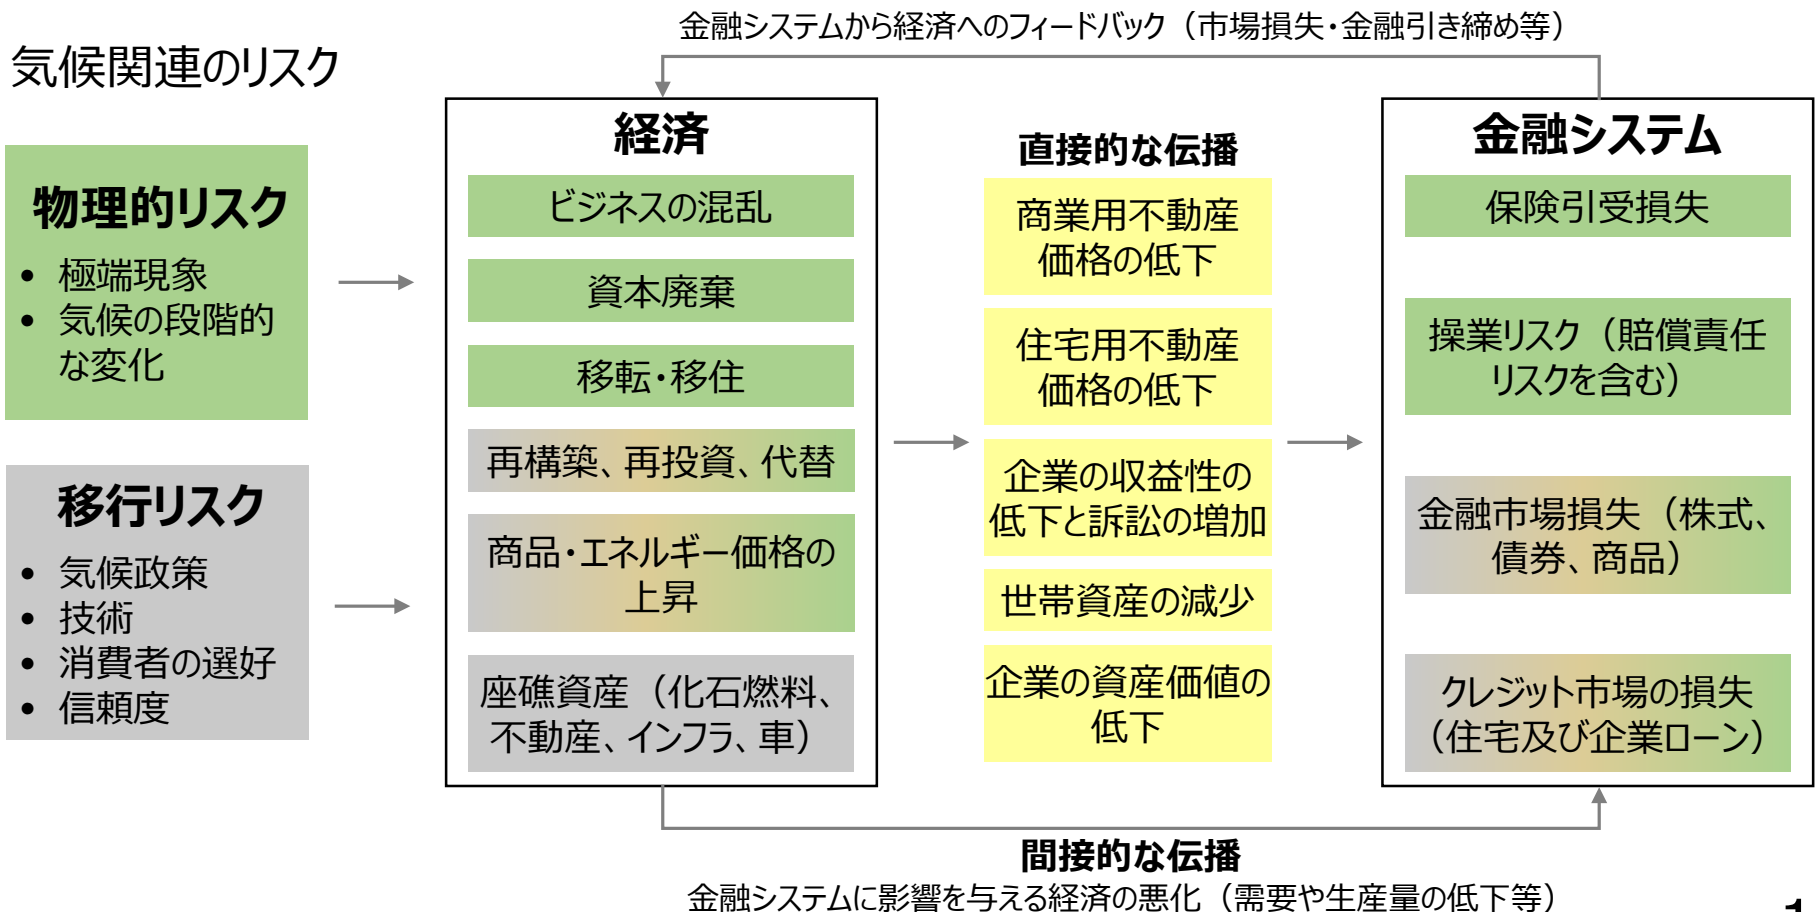 金融システムから経済へのフィードバック（市場損失・金融引き締め等）
気候関連のリスク
物理的リスク
• 極端現象
• 気候の段階的
な変化
移行リスク
• 気候政策
• 技術
• 消費者の選好
• 信頼度
経済
ビジネスの混乱
資本廃棄
移転・移住
再構築、再投資、代替
商品・エネルギー価格の
上昇
座礁資産（化石燃料、
不動産、インフラ、車）
直接的な伝播
商業用不動産
価格の低下
住宅用不動産
価格の低下
企業の収益性の
低下と訴訟の増加
世帯資産の減少
企業の資産価値の
低下
金融システム
保険引受損失
操業リスク（賠償責任
リスクを含む）
金融市場損失（株式、
債券、商品）
クレジット市場の損失
（住宅及び企業ローン）
間接的な伝播
金融システムに影響を与える経済の悪化（需要や生産量の低下等）